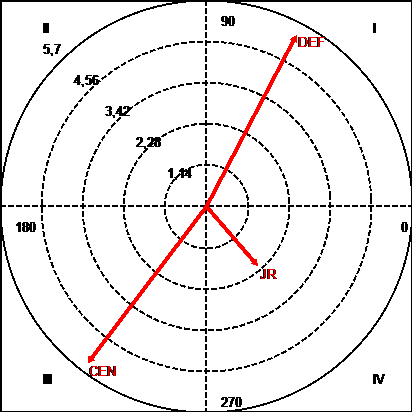 90
II
I
5,7
DEF
4,56
3,42
2,28
1,14
180
0
JR
CEN
III
IV
270